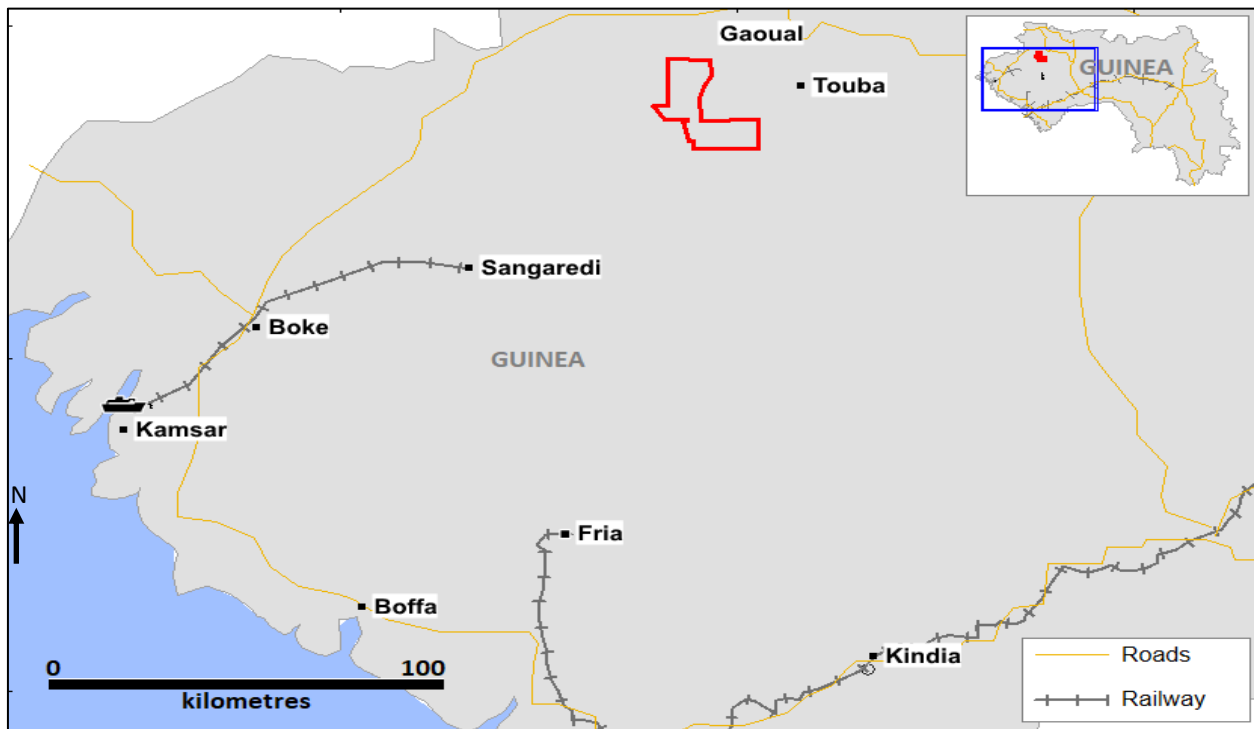 Gaoual
Touba
GUINEA
Sangaredi
Boke
GUINEA
Kamsar
N
Fria
Boffa
Kindia
0 100
kilometres
Roads
Railway